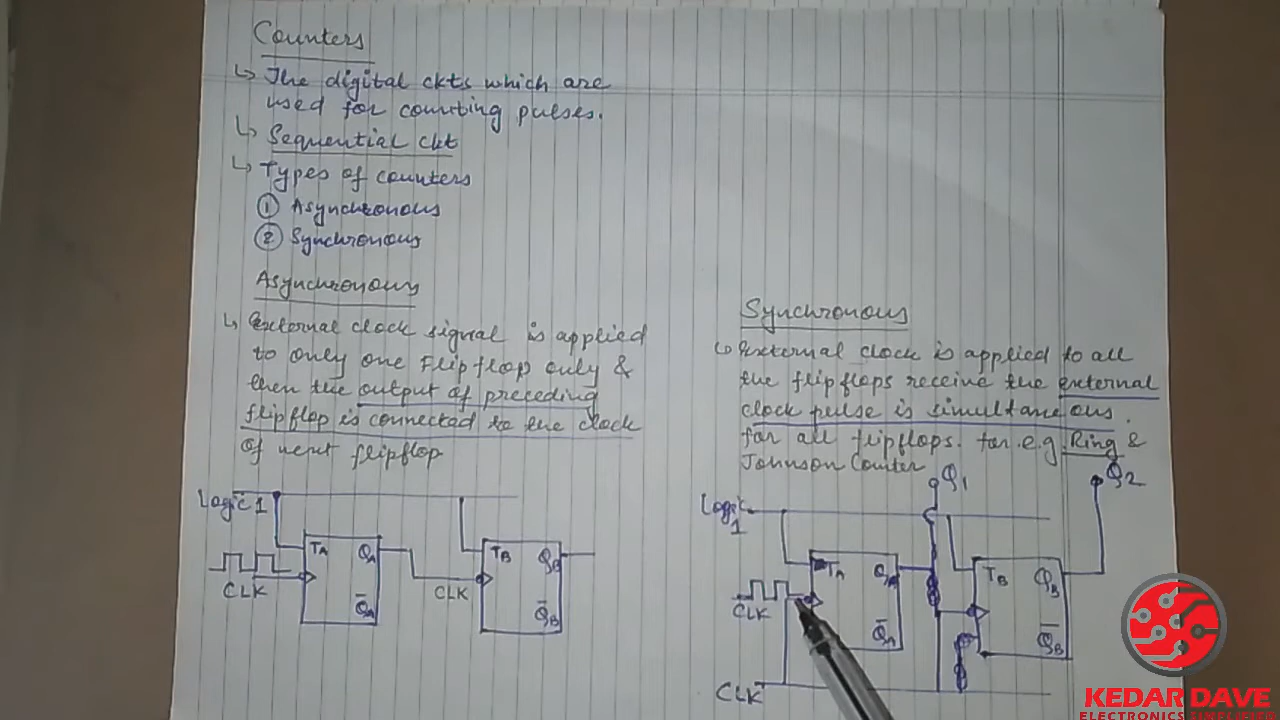 Counters
↳ The digital ckts which are
used for counting pulses.
↳ Sequential ckt
↳ Types of counters
① Asynchronous
② Synchronous
Asynchronous
↳ External clock signal is applied
to only one Flipflop only &
then the output of preceding
flipflop is connected to the clock
of next flipflop
Logic 1
TA QA
CLK
Q̅A
CLK
TB QB
Q̅B
Synchronous
↳ External clock is applied to all
the flipflops receive the external
clock pulse is simultaneous.
for all flipflops. for e.g. Ring &
Johnson Counter
Q1
Q2
Logic
1
TA QA
CLK
Q̅A
TB QB
Q̅B
CLK
KEDAR DAVE
ELECTRONICS SIMPLIFIED